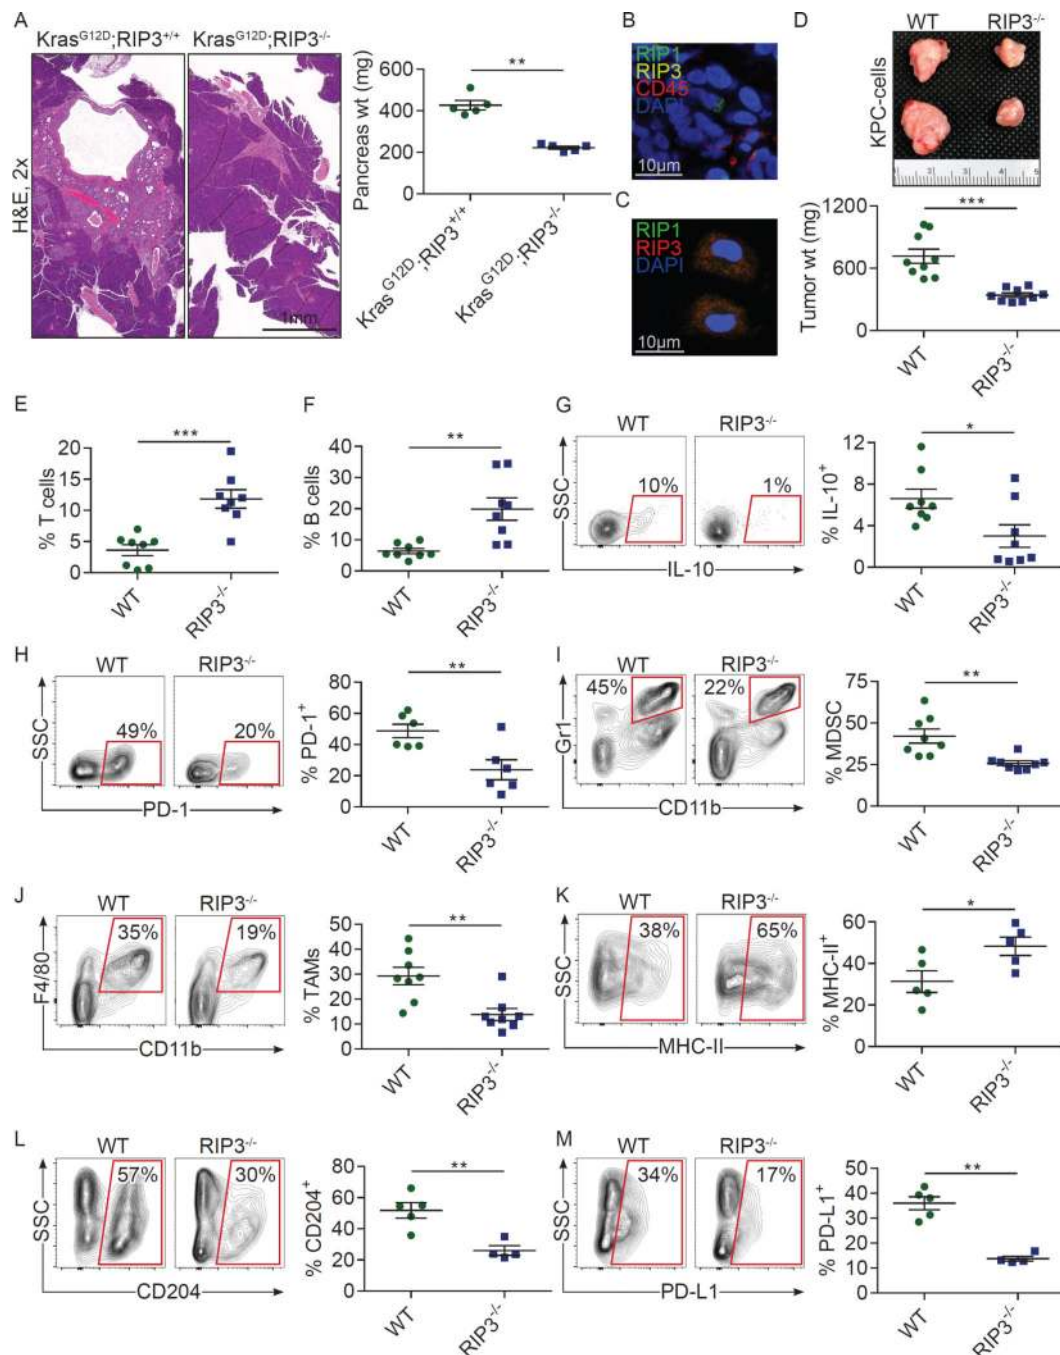 A
Kras^G12D;RIP3^+/+ Kras^G12D;RIP3^-/-
H&E, 2x
1mm
Pancreas wt (mg)
600
400
200
0
**
Kras^G12D;RIP3^+/+
Kras^G12D;RIP3^-/-
B
RIP1
RIP3
CD45
DAPI
10μm
C
RIP1
RIP3
DAPI
10μm
D
WT RIP3^-/-
KPC-cells
1 2 3 4 5
Tumor wt (mg)
1200
600
0
***
WT
RIP3^-/-
E
% T cells
20
15
10
5
0
***
WT
RIP3^-/-
F
% B cells
40
30
20
10
0
**
WT
RIP3^-/-
G
WT RIP3^-/-
SSC
10% 1%
IL-10
% IL-10^+
12
8
4
0
*
WT
RIP3^-/-
H
WT RIP3^-/-
SSC
49% 20%
PD-1
% PD-1^+
80
60
40
20
0
**
WT
RIP3^-/-
I
WT RIP3^-/-
Gr1
45% 22%
CD11b
% MDSC
75
50
25
0
**
WT
RIP3^-/-
J
WT RIP3^-/-
F4/80
35% 19%
CD11b
% TAMs
50
40
30
20
10
0
**
WT
RIP3^-/-
K
WT RIP3^-/-
SSC
38% 65%
MHC-II
% MHC-II^+
60
40
20
0
*
WT
RIP3^-/-
L
WT RIP3^-/-
SSC
57% 30%
CD204
% CD204^+
80
60
40
20
0
**
WT
RIP3^-/-
M
WT RIP3^-/-
SSC
34% 17%
PD-L1
% PD-L1^+
50
40
30
20
10
0
**
WT
RIP3^-/-